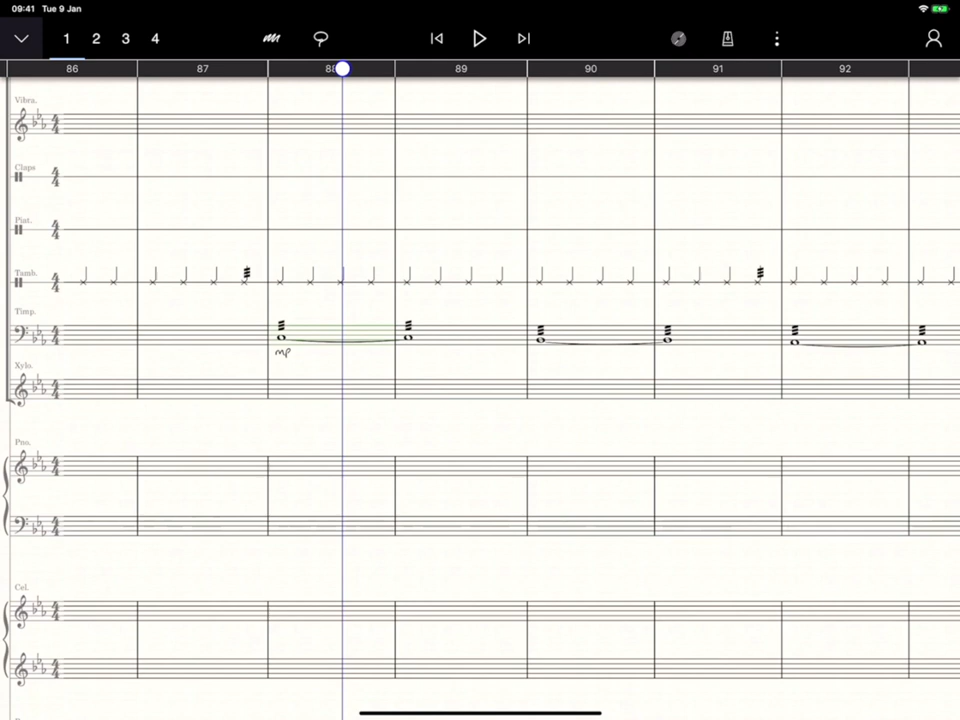 09:41 Tue 9 Jan
1 2 3 4
86 87 88 89 90 91 92
Vibra.
Claps
Piat.
Tamb.
Timp.
mp
Xylo.
Pno.
Cel.